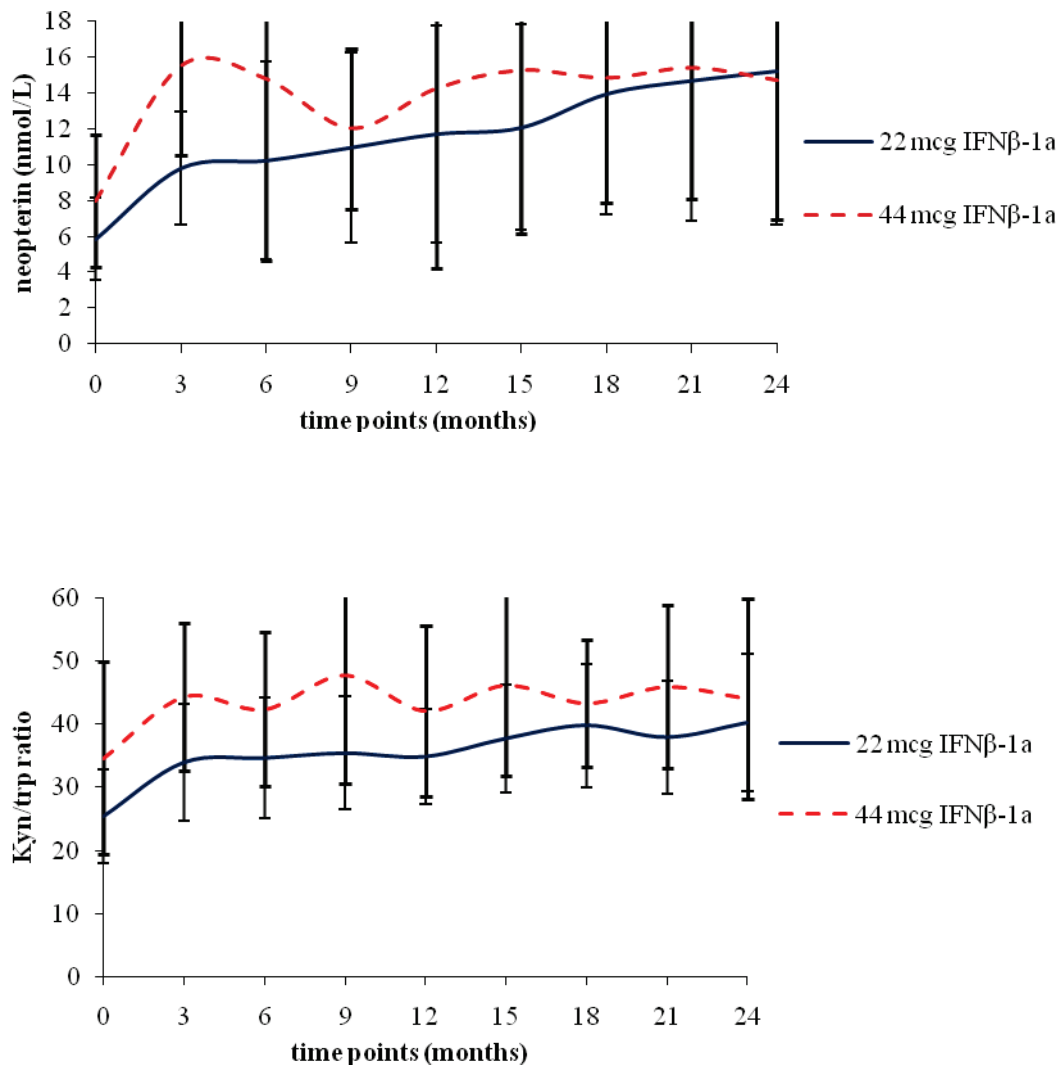 neopterin (nmol/L)
18
16
14
12
10
8
6
4
2
0
0 3 6 9 12 15 18 21 24
time points (months)
22 mcg IFNβ-1a
44 mcg IFNβ-1a
Kyn/trp ratio
60
50
40
30
20
10
0
0 3 6 9 12 15 18 21 24
time points (months)
22 mcg IFNβ-1a
44 mcg IFNβ-1a